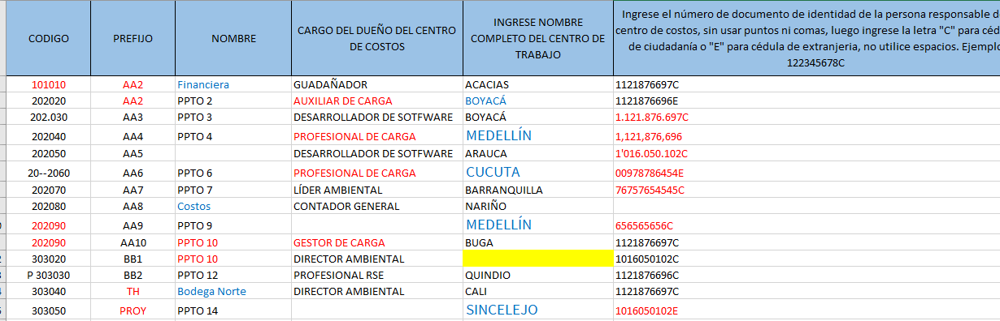 CODIGO PREFIJO NOMBRE CARGO DEL DUEÑO DEL CENTRO DE COSTOS INGRESE NOMBRE COMPLETO DEL CENTRO DE TRABAJO Ingrese el número de documento de identidad de la persona responsable d
centro de costos, sin usar puntos ni comas, luego ingrese la letra "C" para céd
de ciudadanía o "E" para cédula de extranjeria, no utilice espacios. Ejemplo
122345678C
101010 AA2 Financiera GUADAÑADOR ACACIAS 1121876697C
202020 AA2 PPTO 2 AUXILIAR DE CARGA BOYACÁ 1121876696E
202.030 AA3 PPTO 3 DESARROLLADOR DE SOTFWARE BOYACÁ 1.121.876.697C
202040 AA4 PPTO 4 PROFESIONAL DE CARGA MEDELLÍN 1,121,876,696
202050 AA5 DESARROLLADOR DE SOTFWARE ARAUCA 1'016.050.102C
20--2060 AA6 PPTO 6 PROFESIONAL DE CARGA CUCUTA 00978786454E
202070 AA7 PPTO 7 LÍDER AMBIENTAL BARRANQUILLA 76757654545C
202080 AA8 Costos CONTADOR GENERAL NARIÑO
202090 AA9 PPTO 9 MEDELLÍN 656565656C
202090 AA10 PPTO 10 GESTOR DE CARGA BUGA 1121876697C
303020 BB1 PPTO 10 DIRECTOR AMBIENTAL 1016050102C
P 303030 BB2 PPTO 12 PROFESIONAL RSE QUINDIO 1121876696C
303040 TH Bodega Norte DIRECTOR AMBIENTAL CALI 1121876697C
303050 PROY PPTO 14 SINCELEJO 1016050102E